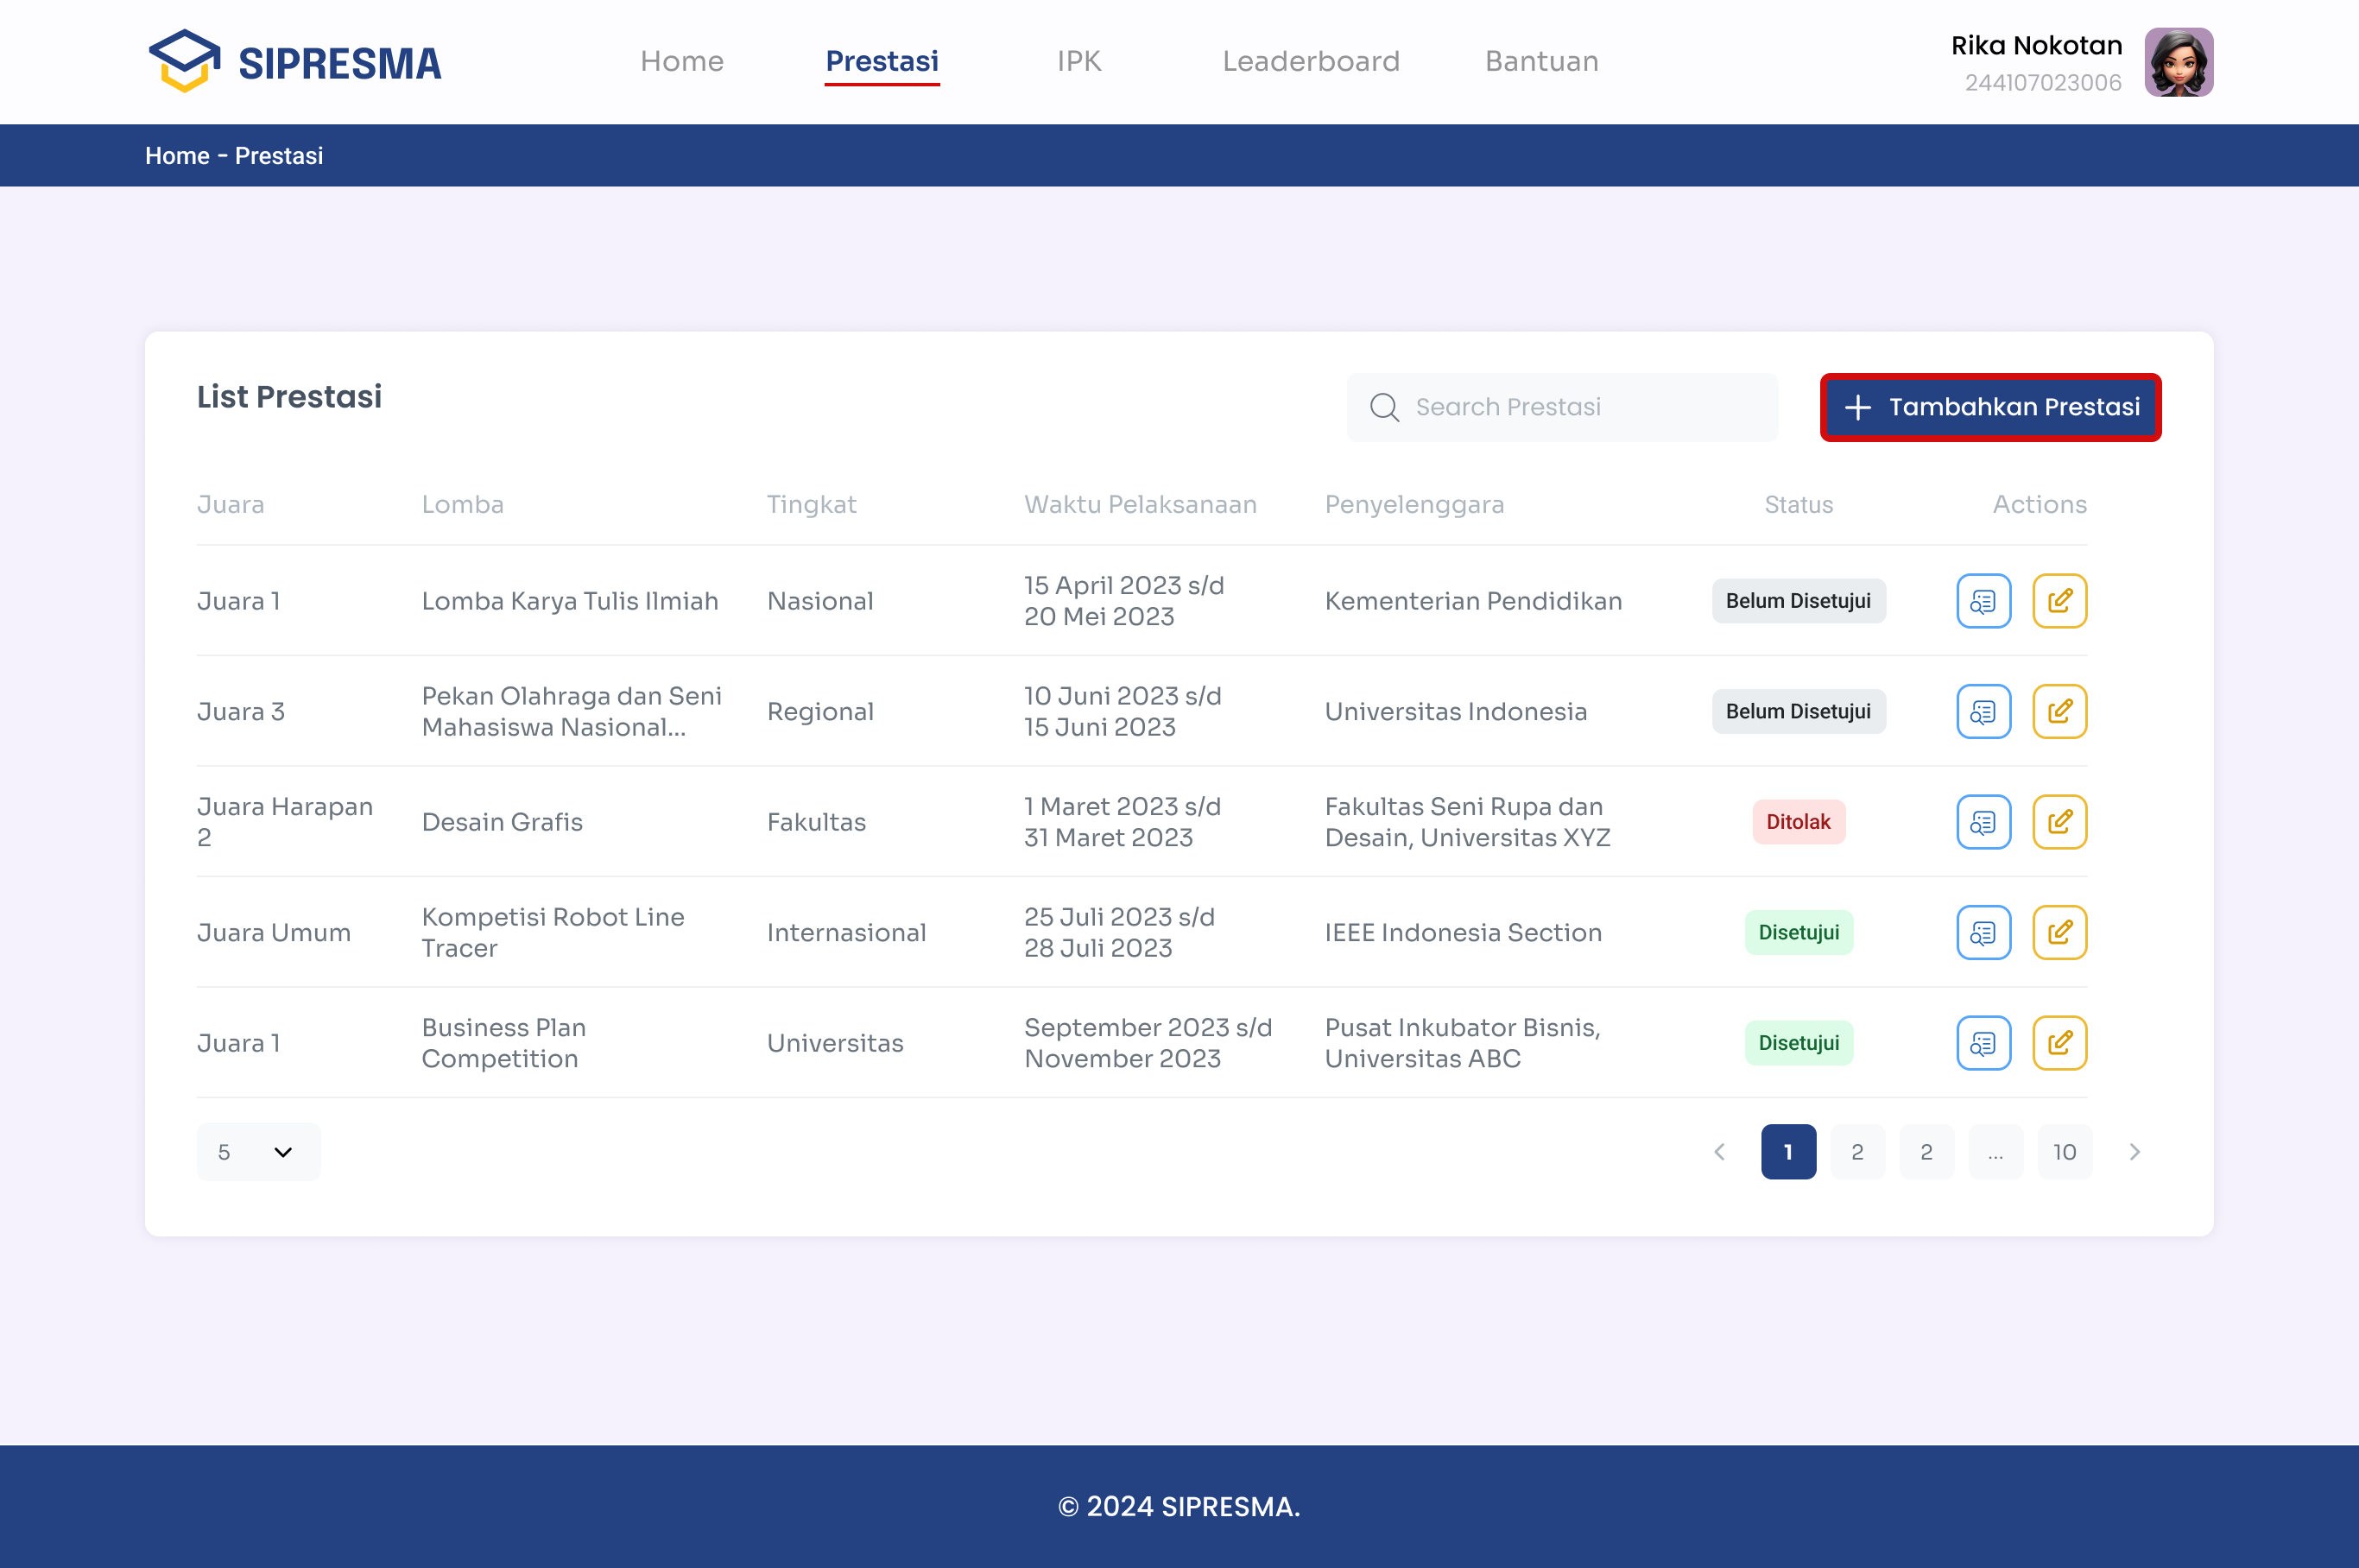 SIPRESMA
Home Prestasi IPK Leaderboard Bantuan
Rika Nokotan
244107023006
Home - Prestasi
List Prestasi
Search Prestasi
Tambahkan Prestasi
Juara Lomba Tingkat Waktu Pelaksanaan Penyelenggara Status Actions
Juara 1
Lomba Karya Tulis Ilmiah
Nasional
15 April 2023 s/d
20 Mei 2023
Kementerian Pendidikan
Belum Disetujui
Juara 3
Pekan Olahraga dan Seni
Mahasiswa Nasional...
Regional
10 Juni 2023 s/d
15 Juni 2023
Universitas Indonesia
Belum Disetujui
Juara Harapan
2
Desain Grafis
Fakultas
1 Maret 2023 s/d
31 Maret 2023
Fakultas Seni Rupa dan
Desain, Universitas XYZ
Ditolak
Juara Umum
Kompetisi Robot Line
Tracer
Internasional
25 Juli 2023 s/d
28 Juli 2023
IEEE Indonesia Section
Disetujui
Juara 1
Business Plan
Competition
Universitas
September 2023 s/d
November 2023
Pusat Inkubator Bisnis,
Universitas ABC
Disetujui
5
1 2 2 ... 10
© 2024 SIPRESMA.